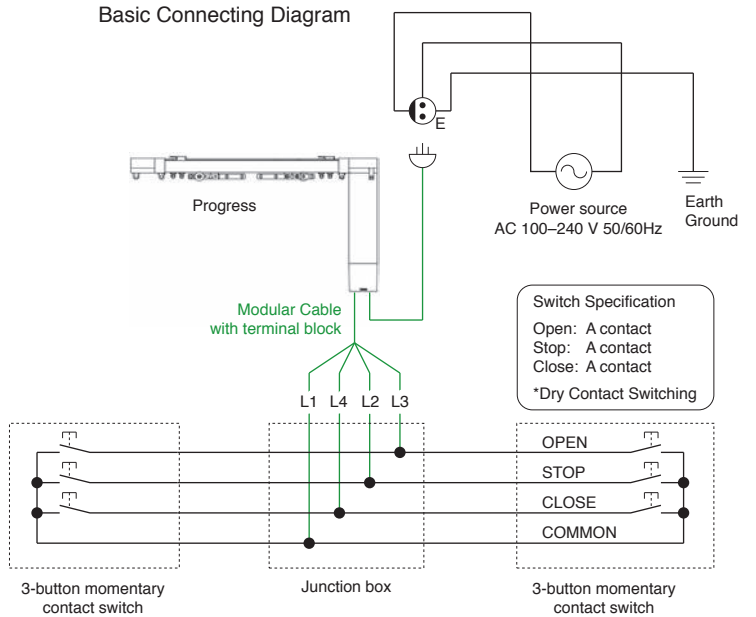 Basic Connecting Diagram
E
Progress
Power source
AC 100–240 V 50/60Hz
Earth
Ground
Modular Cable
with terminal block
Switch Specification
Open: A contact
Stop: A contact
Close: A contact
*Dry Contact Switching
L1 L4 L2 L3
OPEN
STOP
CLOSE
COMMON
3-button momentary
contact switch
Junction box
3-button momentary
contact switch